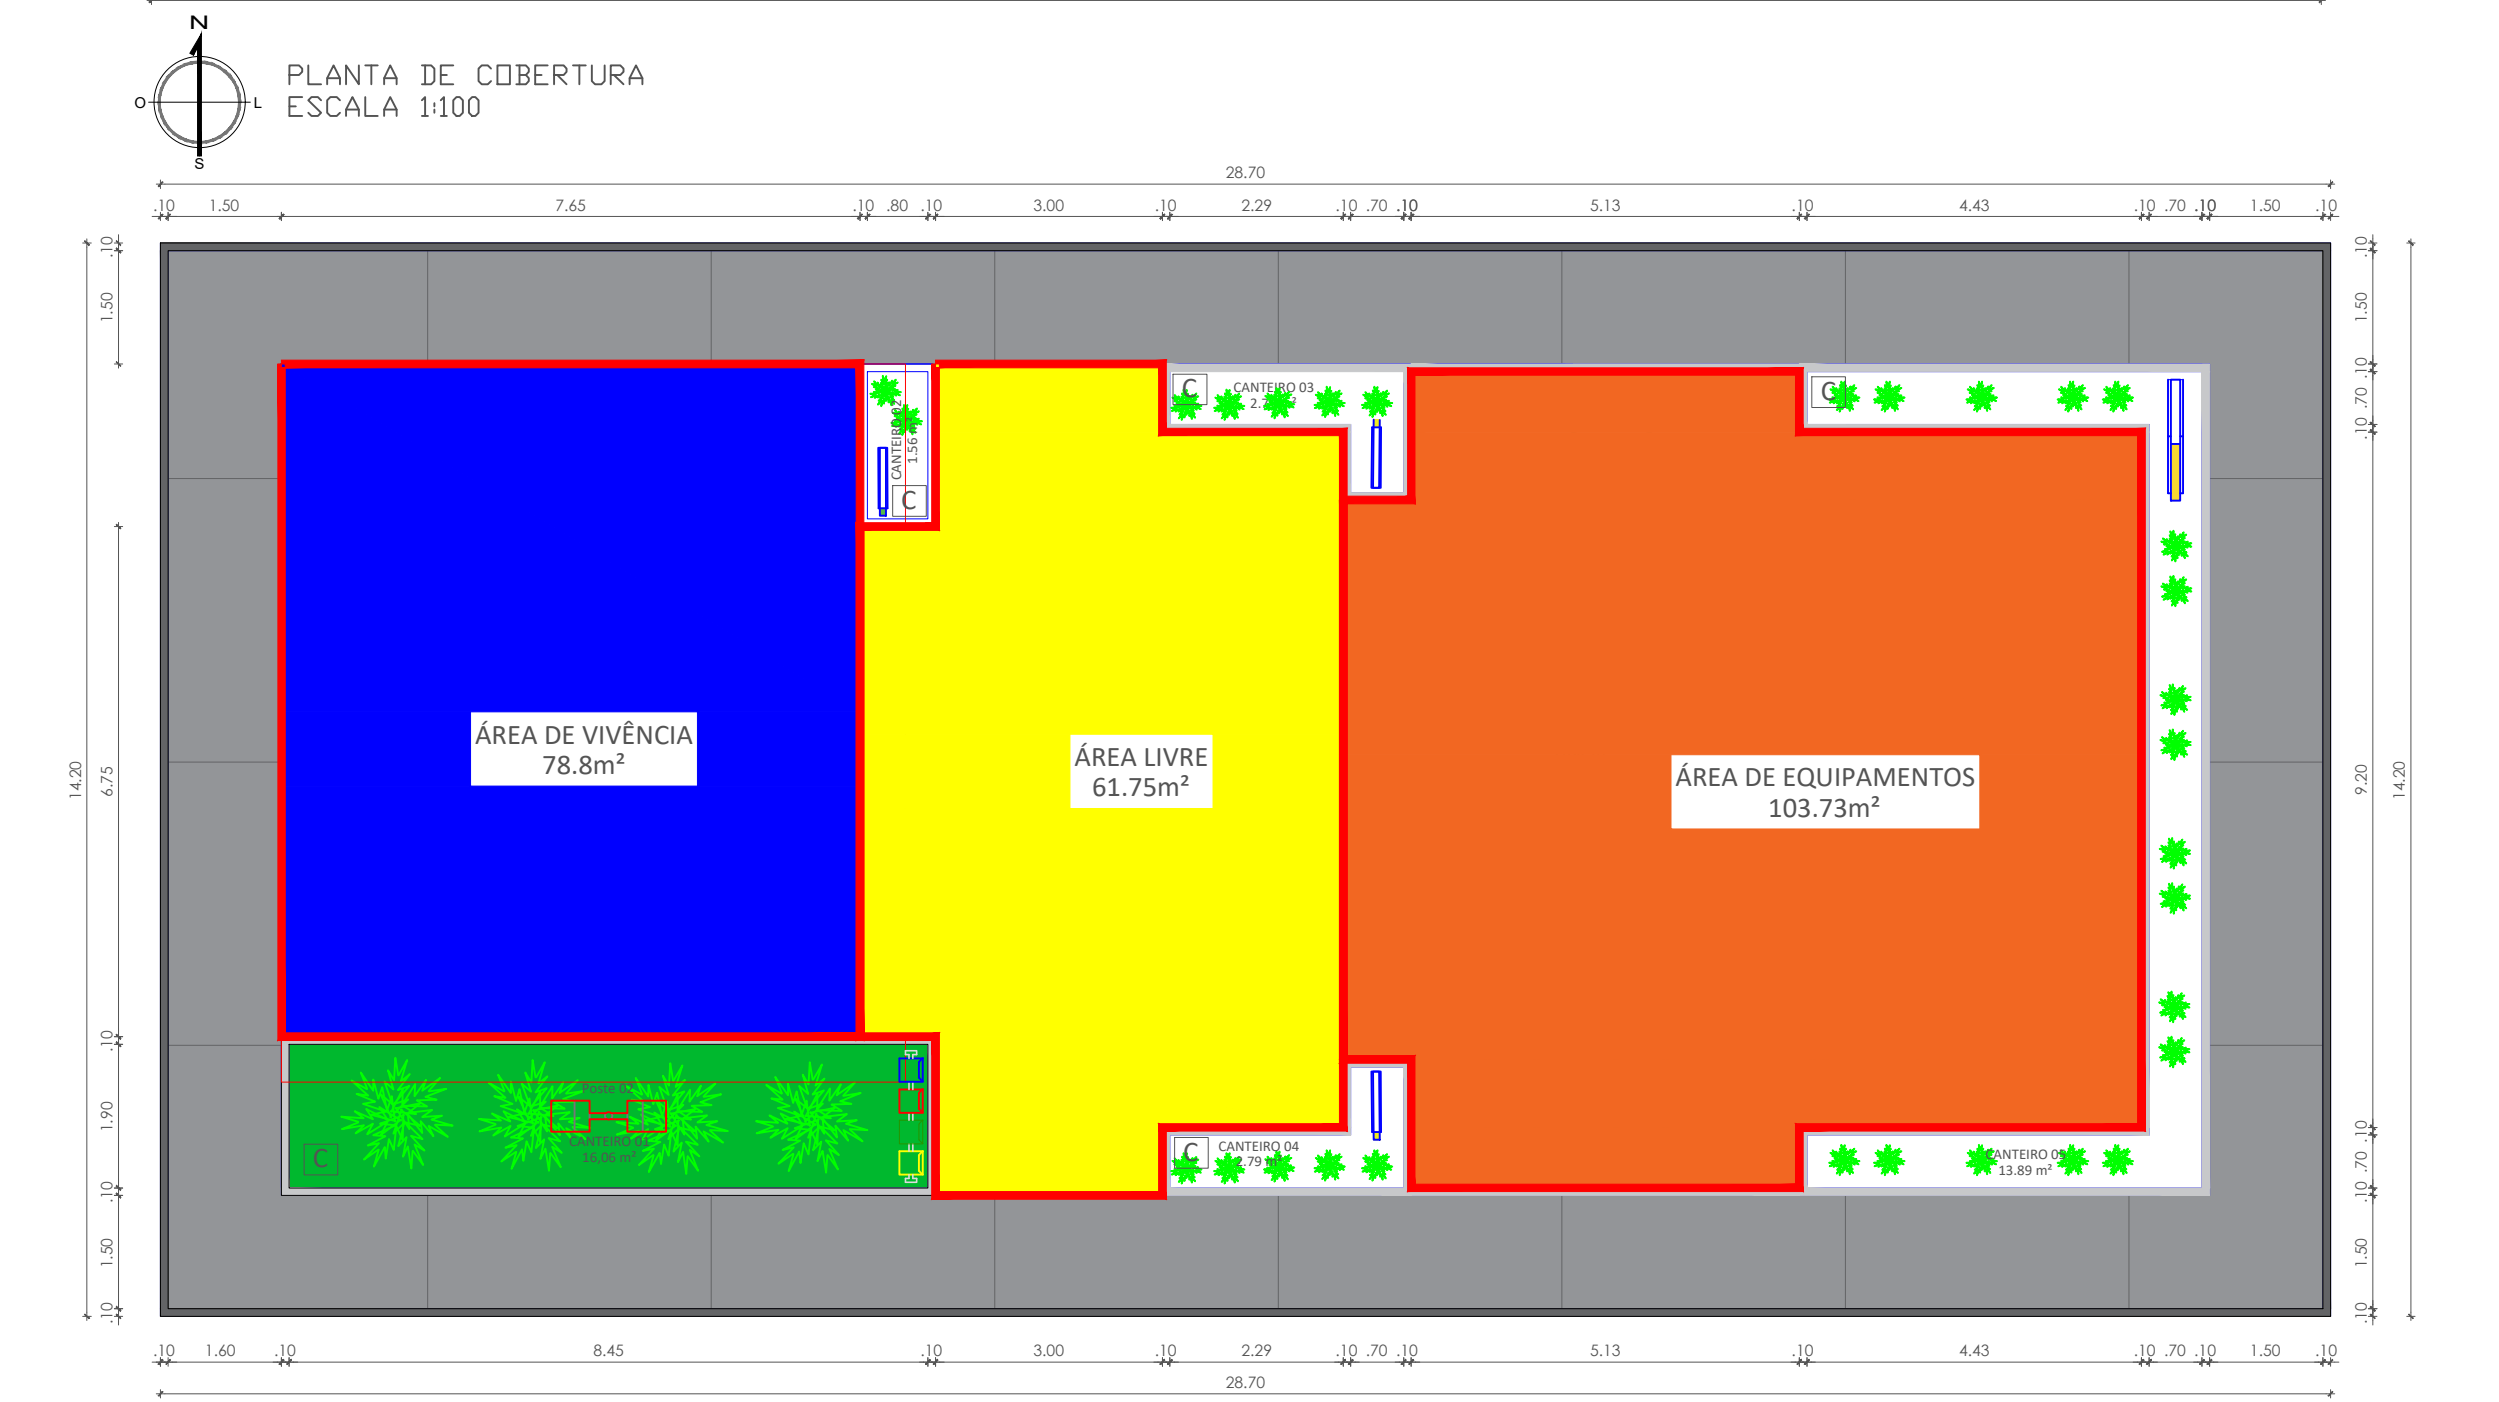 N
O
L
S
PLANTA DE COBERTURA
ESCALA 1:100
28.70
.10 1.50 7.65 .10 .80 .10 3.00 .10 2.29 .10 .70 .10 5.13 .10 4.43 .10 .70 .10 1.50 .10
14.20
.10
1.50
6.75
.10
1.90
.10
1.50
.10
CANTEIRO 02
1.56 m²
C
C
CANTEIRO 03
C
ÁREA DE VIVÊNCIA
78.8m²
ÁREA LIVRE
61.75m²
ÁREA DE EQUIPAMENTOS
103.73m²
Poste 02
CANTEIRO 01
16,06 m²
C
C
CANTEIRO 04
2.79 m²
CANTEIRO 05
13.89 m²
.10
1.50
.10
.70
.10
9.20
.10
.70
.10
1.50
.10
14.20
.10 1.60 .10 8.45 .10 3.00 .10 2.29 .10 .70 .10 5.13 .10 4.43 .10 .70 .10 1.50 .10
28.70